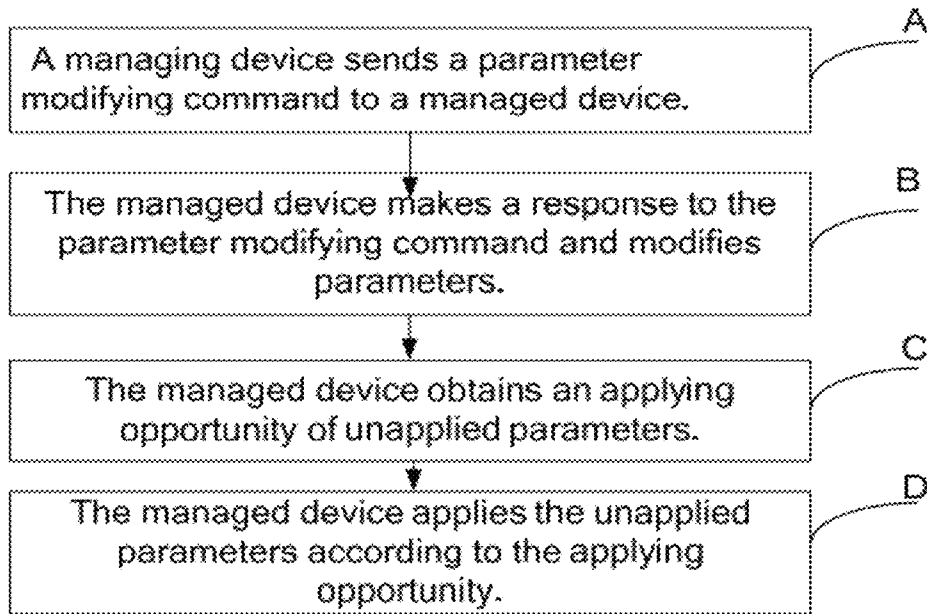 A
A managing device sends a parameter
modifying command to a managed device.
B
The managed device makes a response to the
parameter modifying command and modifies
parameters.
C
The managed device obtains an applying
opportunity of unapplied parameters.
D
The managed device applies the unapplied
parameters according to the applying
opportunity.